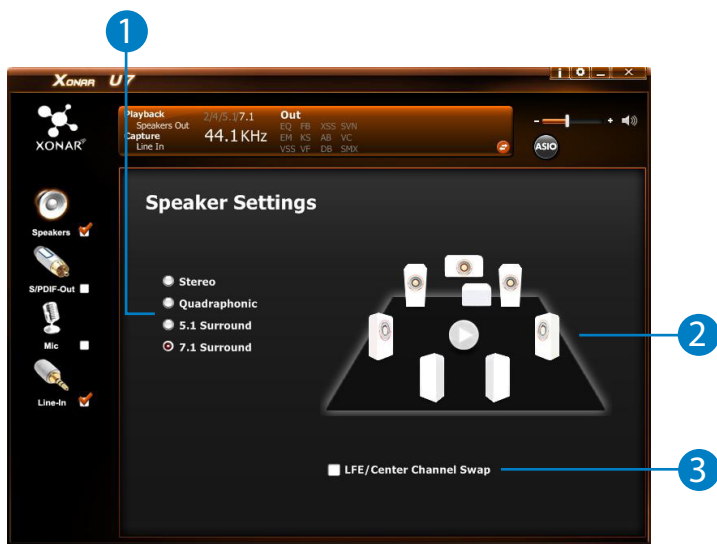 1
XONAR U7
i
XONAR®
Playback 2/4/5.1/7.1 Out
Speakers Out EQ FB XSS SVN
Capture 44.1KHz EM KS AB VC
Line In VSS VF DB SMX
- +
ASIO
Speaker Settings
Speakers
S/PDIF-Out
Mic
Line-In
Stereo
Quadraphonic
5.1 Surround
7.1 Surround
2
LFE/Center Channel Swap
3